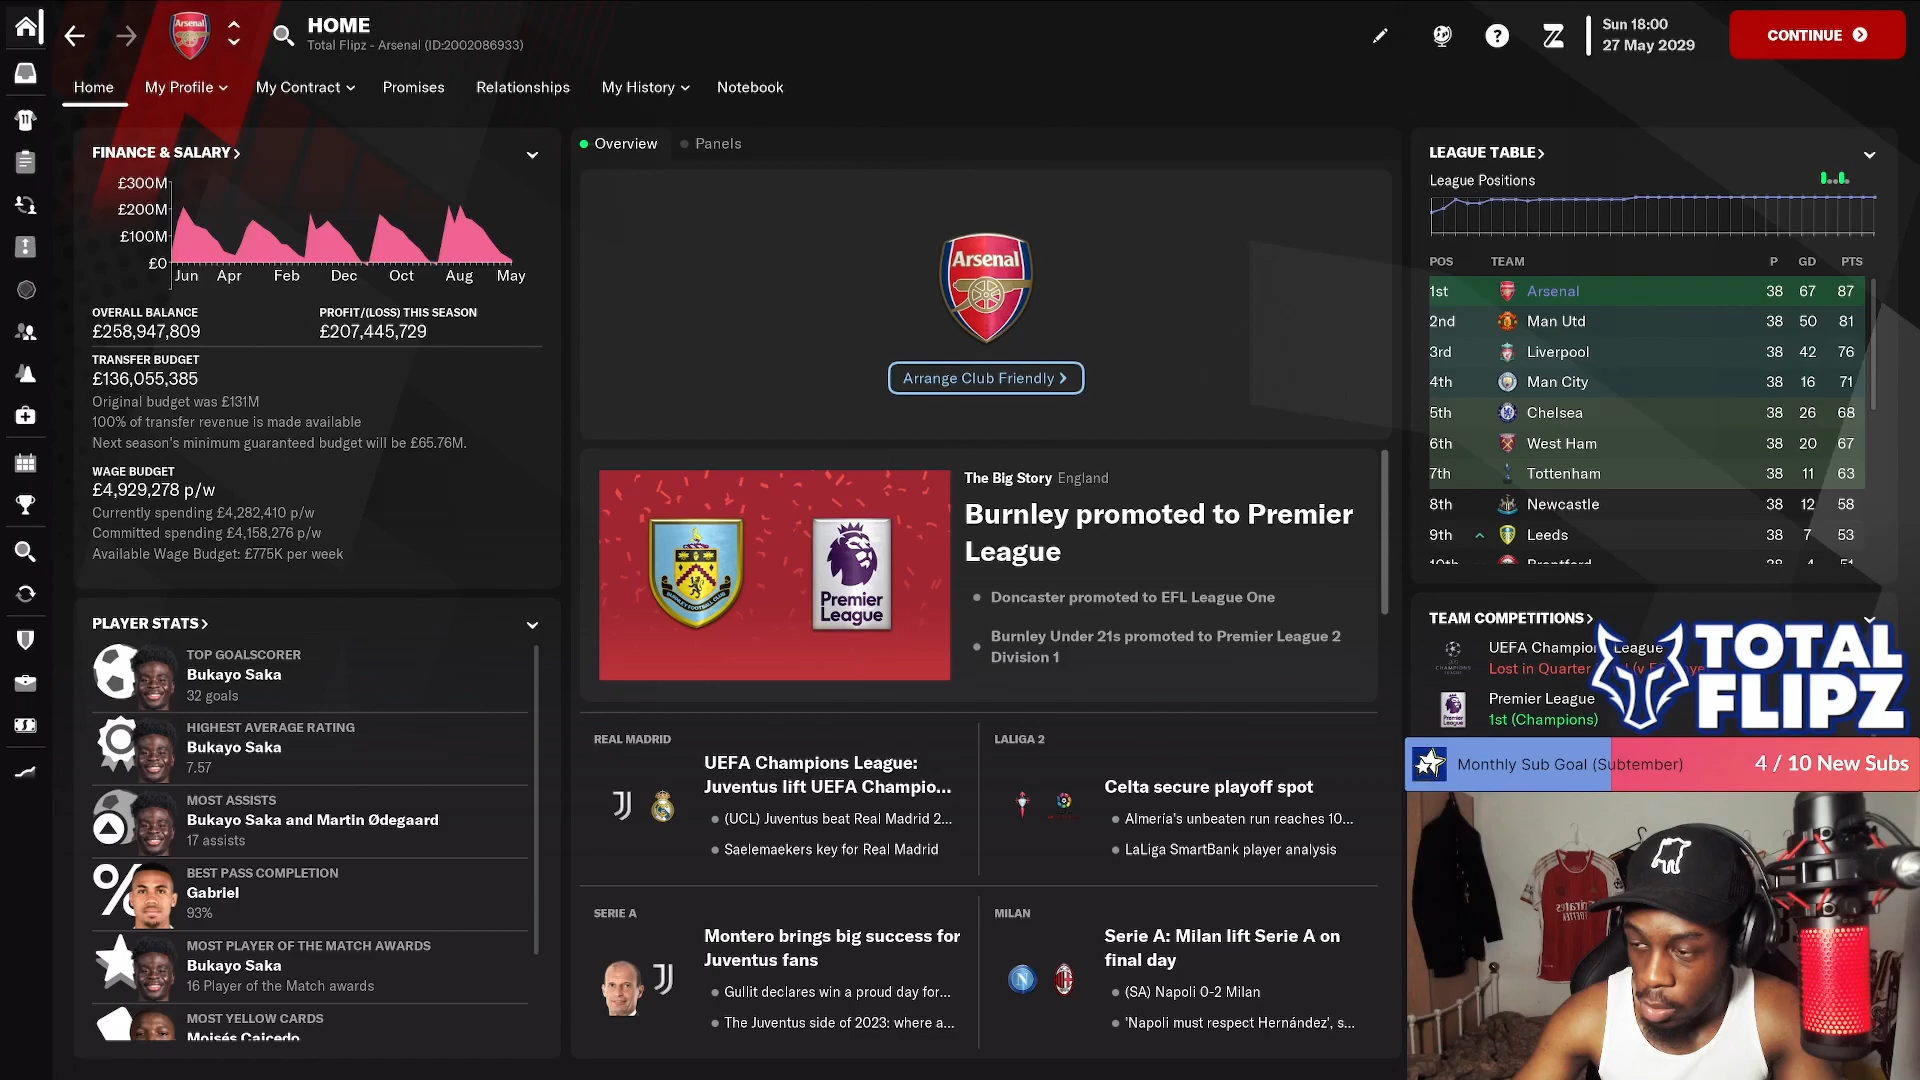 HOME
Total Flipz - Arsenal (ID:2002086933)
Sun 18:00
27 May 2029
CONTINUE
Home
My Profile
My Contract
Promises
Relationships
My History
Notebook
FINANCE & SALARY
£300M
£200M
£100M
£0
Jun Apr Feb Dec Oct Aug May
OVERALL BALANCE
£258,947,809
PROFIT/(LOSS) THIS SEASON
£207,445,729
TRANSFER BUDGET
£136,055,385
Original budget was £131M
100% of transfer revenue is made available
Next season's minimum guaranteed budget will be £65.76M.
WAGE BUDGET
£4,929,278 p/w
Currently spending £4,282,410 p/w
Committed spending £4,158,276 p/w
Available Wage Budget: £775K per week
PLAYER STATS
TOP GOALSCORER
Bukayo Saka
32 goals
HIGHEST AVERAGE RATING
Bukayo Saka
7.57
MOST ASSISTS
Bukayo Saka and Martin Ødegaard
17 assists
BEST PASS COMPLETION
Gabriel
93%
MOST PLAYER OF THE MATCH AWARDS
Bukayo Saka
16 Player of the Match awards
MOST YELLOW CARDS
Moisés Caicedo
Overview
Panels
Arsenal
Arrange Club Friendly
BURNLEY FOOTBALL CLUB
Premier
League
The Big Story England
Burnley promoted to Premier
League
Doncaster promoted to EFL League One
Burnley Under 21s promoted to Premier League 2
Division 1
REAL MADRID
UEFA Champions League:
Juventus lift UEFA Champio...
(UCL) Juventus beat Real Madrid 2...
Saelemaekers key for Real Madrid
LALIGA 2
Celta secure playoff spot
Almería's unbeaten run reaches 10...
LaLiga SmartBank player analysis
SERIE A
Montero brings big success for
Juventus fans
Gullit declares win a proud day for...
The Juventus side of 2023: where a...
MILAN
Serie A: Milan lift Serie A on
final day
(SA) Napoli 0-2 Milan
'Napoli must respect Hernández', s...
LEAGUE TABLE
League Positions
POS TEAM P GD PTS
1st Arsenal 38 67 87
2nd Man Utd 38 50 81
3rd Liverpool 38 42 76
4th Man City 38 16 71
5th Chelsea 38 26 68
6th West Ham 38 20 67
7th Tottenham 38 11 63
8th Newcastle 38 12 58
9th Leeds 38 7 53
10th Brentford 38 4 51
TEAM COMPETITIONS
UEFA Champio League
Lost in Quarter
Premier League
1st (Champions)
TOTAL
FLIPZ
Monthly Sub Goal (Subtember)
4 / 10 New Subs